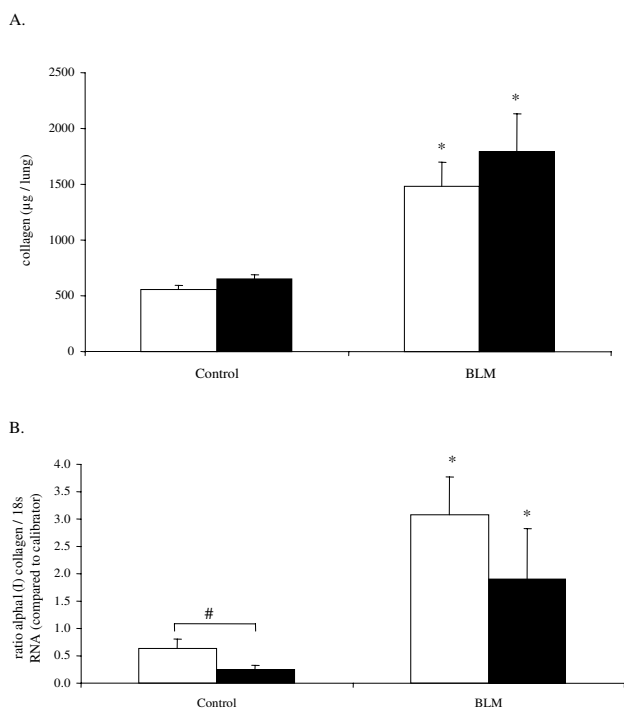 A.
2500
2000
1500
1000
500
0
collagen (µg / lung)
*
*
Control
BLM
B.
4.0
3.5
3.0
2.5
2.0
1.5
1.0
0.5
0.0
ratio alpha1(I) collagen / 18s
RNA (compared to calibrator)
#
*
*
Control
BLM